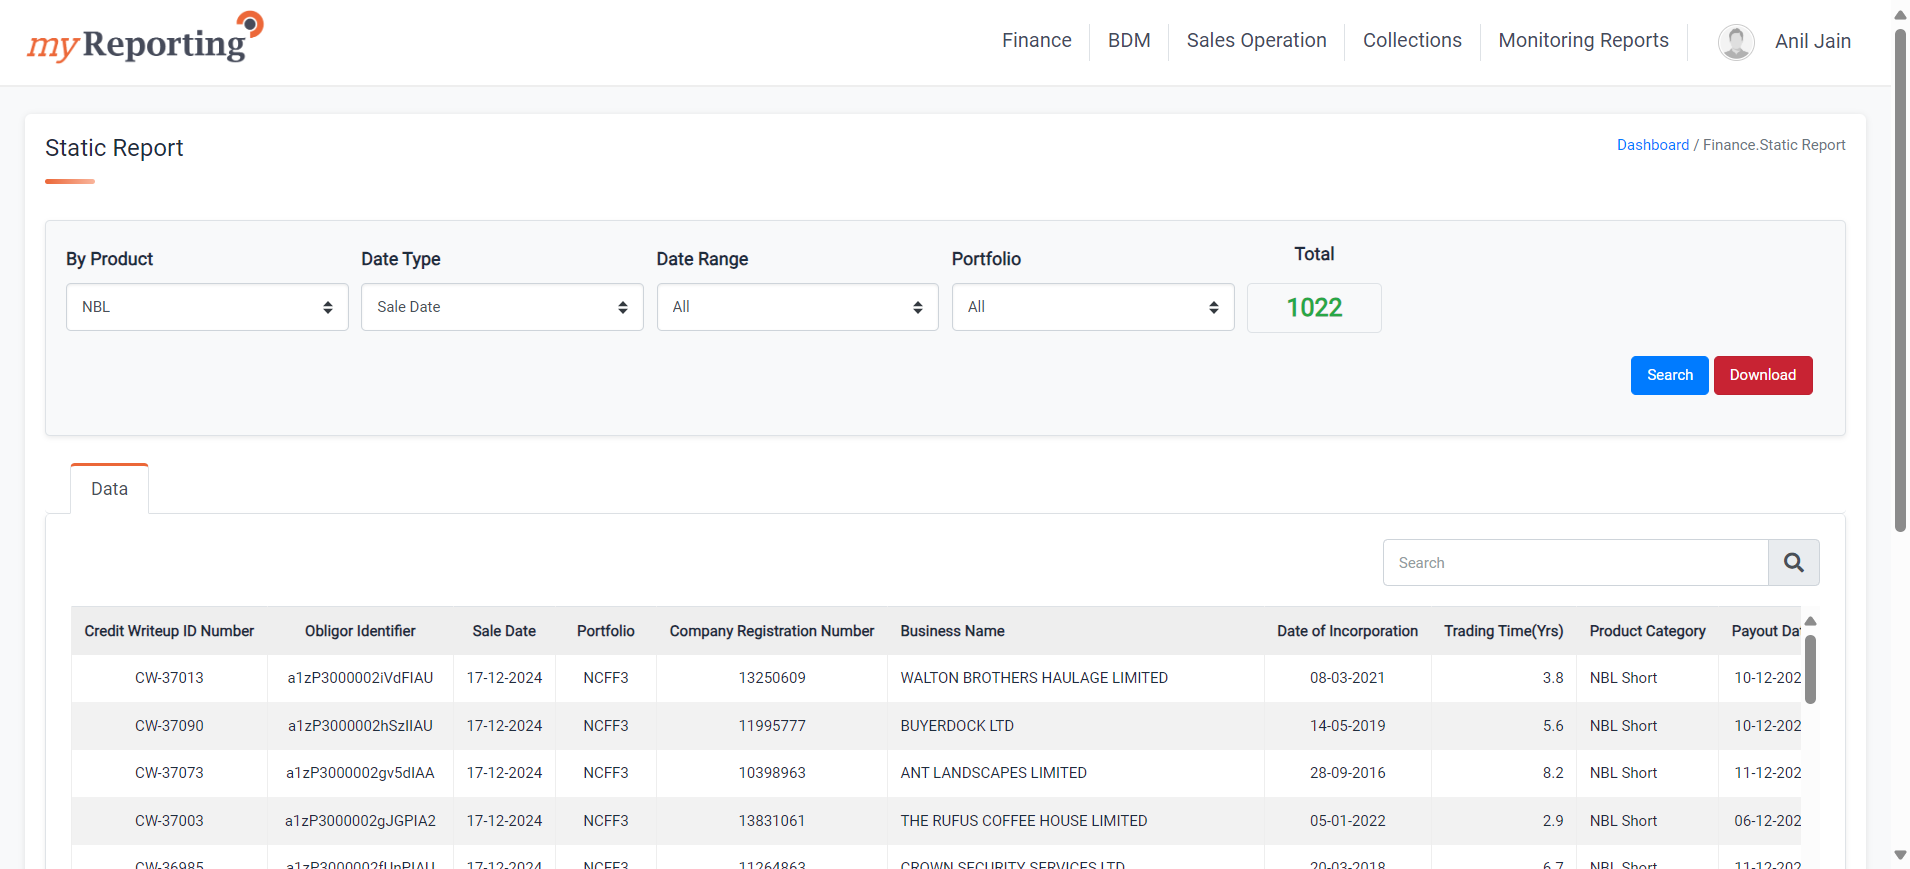 myReporting
Finance BDM Sales Operation Collections Monitoring Reports Anil Jain
Static Report
Dashboard / Finance.Static Report
By Product Date Type Date Range Portfolio Total
NBL Sale Date All All 1022
Search Download
Data
Search
Credit Writeup ID Number Obligor Identifier Sale Date Portfolio Company Registration Number Business Name Date of Incorporation Trading Time(Yrs) Product Category Payout Da
CW-37013 a1zP3000002iVdFIAU 17-12-2024 NCFF3 13250609 WALTON BROTHERS HAULAGE LIMITED 08-03-2021 3.8 NBL Short 10-12-202
CW-37090 a1zP3000002hSzIIAU 17-12-2024 NCFF3 11995777 BUYERDOCK LTD 14-05-2019 5.6 NBL Short 10-12-202
CW-37073 a1zP3000002gv5dIAA 17-12-2024 NCFF3 10398963 ANT LANDSCAPES LIMITED 28-09-2016 8.2 NBL Short 11-12-202
CW-37003 a1zP3000002gJGPIA2 17-12-2024 NCFF3 13831061 THE RUFUS COFFEE HOUSE LIMITED 05-01-2022 2.9 NBL Short 06-12-202
CW-36985 17-12-2024 NCFF3 11264863 CROWN SECURITY SERVICES LTD 20-03-2018 6.7 NBL Short 11-12-202